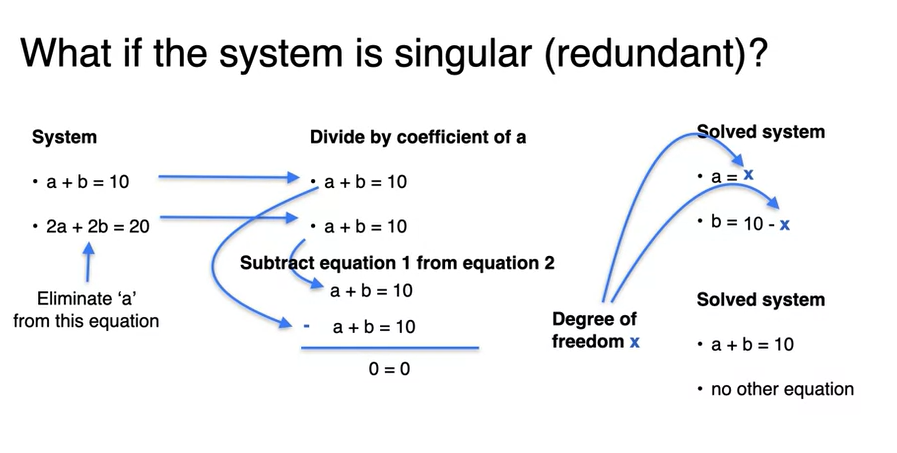 What if the system is singular (redundant)?
System
• a + b = 10
• 2a + 2b = 20
Eliminate ‘a’
from this equation
Divide by coefficient of a
• a + b = 10
• a + b = 10
Subtract equation 1 from equation 2
a + b = 10
- a + b = 10
0 = 0
Degree of
freedom x
Solved system
• a = x
• b = 10 - x
Solved system
• a + b = 10
• no other equation